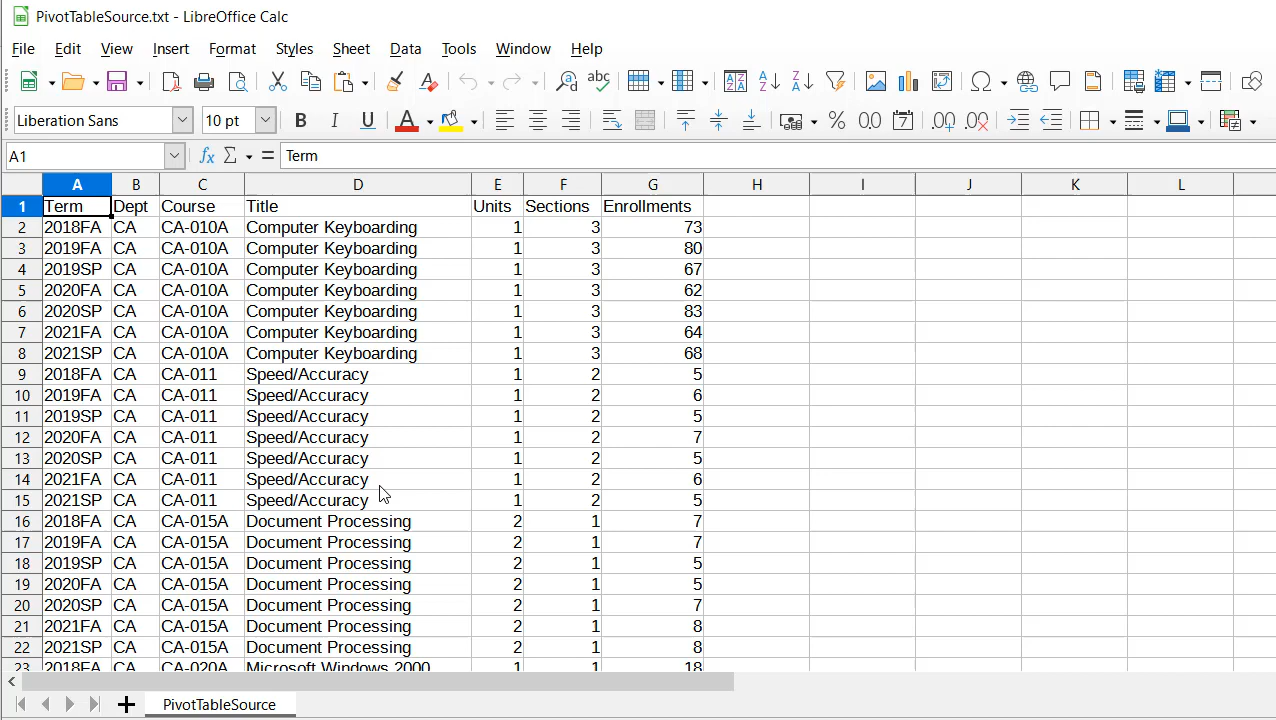 PivotTableSource.txt - LibreOffice Calc
File Edit View Insert Format Styles Sheet Data Tools Window Help
Liberation Sans 10 pt
A1 Term
A B C D E F G H I J K L
1 Term Dept Course Title Units Sections Enrollments
2 2018FA CA CA-010A Computer Keyboarding 1 3 73
3 2019FA CA CA-010A Computer Keyboarding 1 3 80
4 2019SP CA CA-010A Computer Keyboarding 1 3 67
5 2020FA CA CA-010A Computer Keyboarding 1 3 62
6 2020SP CA CA-010A Computer Keyboarding 1 3 83
7 2021FA CA CA-010A Computer Keyboarding 1 3 64
8 2021SP CA CA-010A Computer Keyboarding 1 3 68
9 2018FA CA CA-011 Speed/Accuracy 1 2 5
10 2019FA CA CA-011 Speed/Accuracy 1 2 6
11 2019SP CA CA-011 Speed/Accuracy 1 2 5
12 2020FA CA CA-011 Speed/Accuracy 1 2 7
13 2020SP CA CA-011 Speed/Accuracy 1 2 5
14 2021FA CA CA-011 Speed/Accuracy 1 2 6
15 2021SP CA CA-011 Speed/Accuracy 1 2 5
16 2018FA CA CA-015A Document Processing 2 1 7
17 2019FA CA CA-015A Document Processing 2 1 7
18 2019SP CA CA-015A Document Processing 2 1 5
19 2020FA CA CA-015A Document Processing 2 1 5
20 2020SP CA CA-015A Document Processing 2 1 7
21 2021FA CA CA-015A Document Processing 2 1 8
22 2021SP CA CA-015A Document Processing 2 1 8
23 2018FA CA CA-020A Microsoft Windows 2000 1 1 18
PivotTableSource